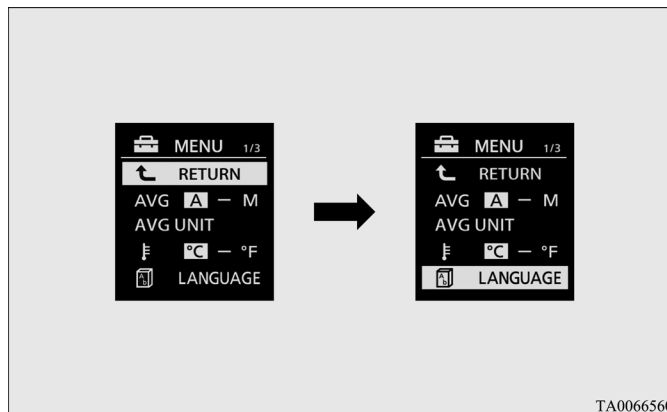 MENU 1/3
RETURN
AVG A — M
AVG UNIT
°C — °F
LANGUAGE
MENU 1/3
RETURN
AVG A — M
AVG UNIT
°C — °F
LANGUAGE